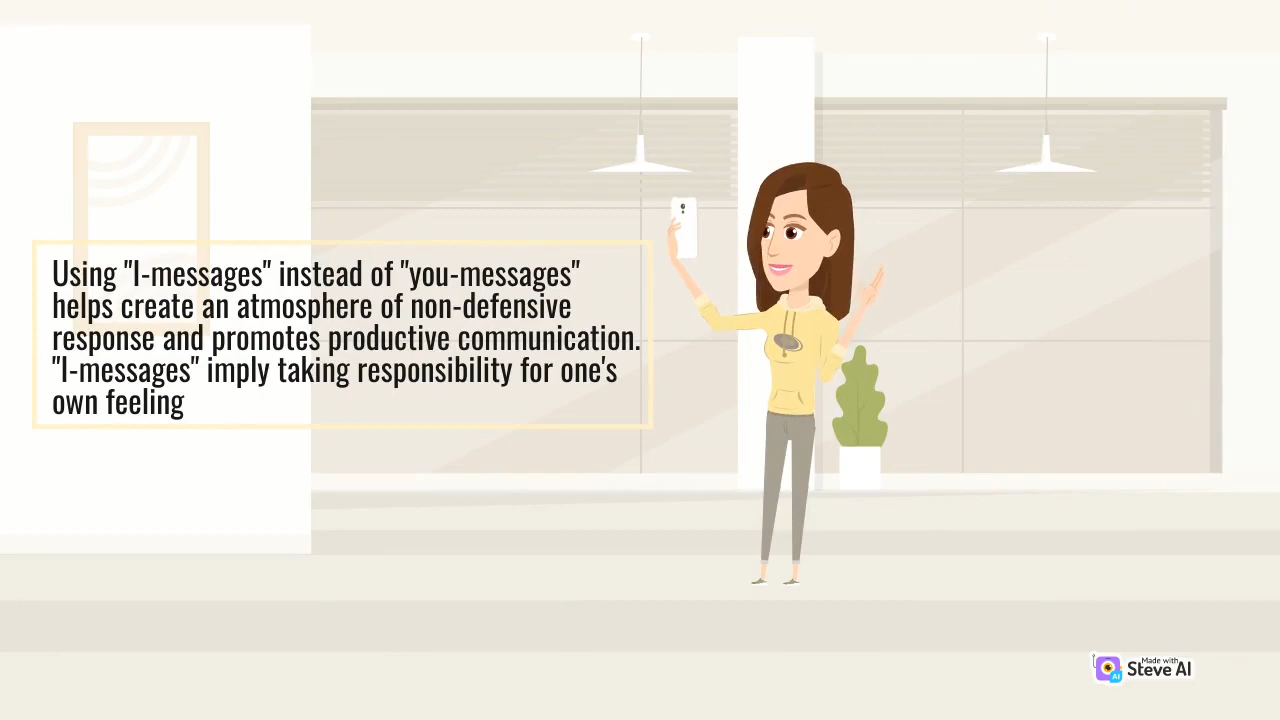 Using "I-messages" instead of "you-messages"
helps create an atmosphere of non-defensive
response and promotes productive communication.
"I-messages" imply taking responsibility for one's
own feeling
Made with
Steve AI
AI